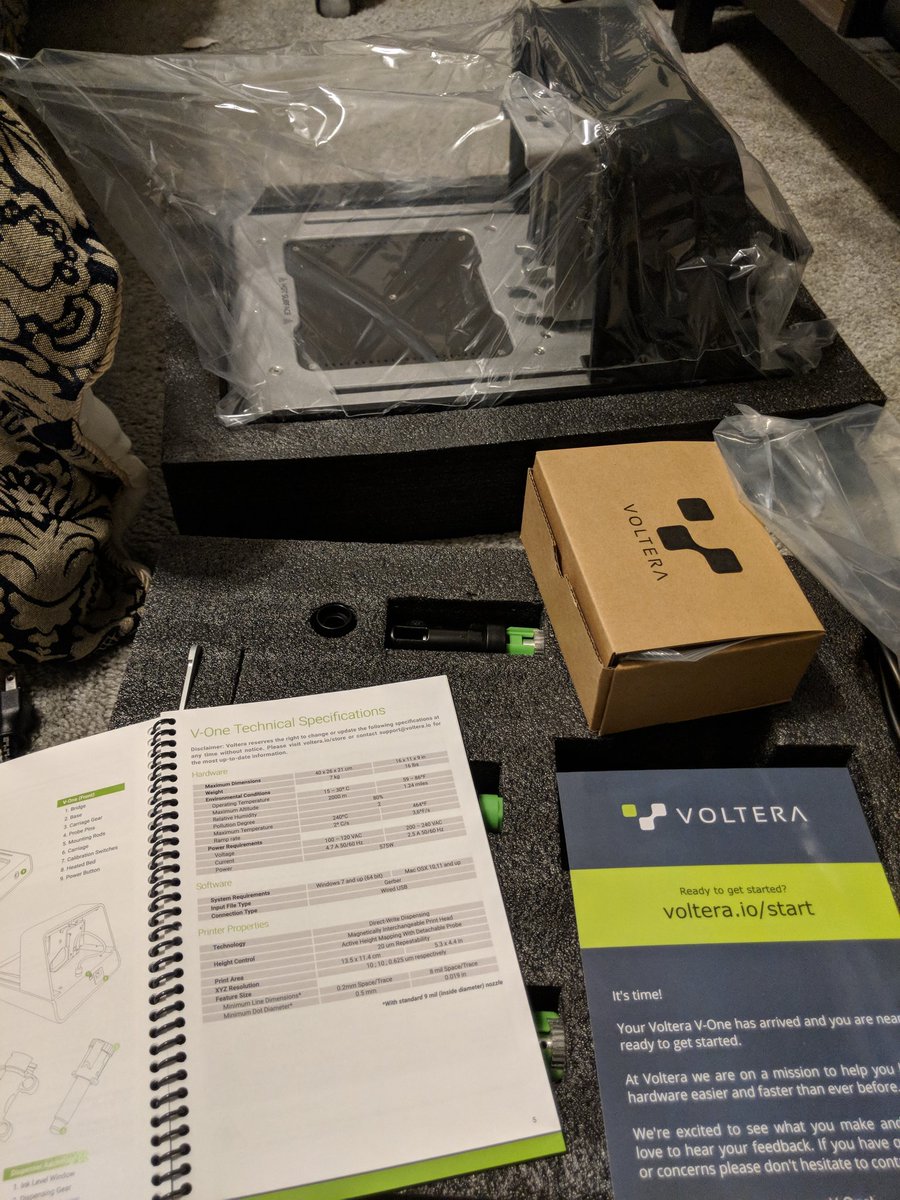 HOT SURFACE
VOLTERA
V-One (Front)
1. Bridge
2. Base
3. Carriage Gear
4. Probe Pins
5. Mounting Rods
6. Carriage
7. Calibration Switches
8. Heated Bed
9. Power Button
1. Ink Level Window
2. Dispensing Gear
V-One Technical Specifications
Disclaimer: Voltera reserves the right to change or update the following specifications at
any time without notice. Please visit voltera.io/store or contact support@voltera.io for
the most up-to-date information.
Hardware
Maximum Dimensions 40 x 26 x 21 cm 16 x 11 x 9 in
Weight 7 kg 16 lbs
Environmental Conditions
Operating Temperature 15 – 30° C 59 – 86°F
Maximum Altitude 2000 m 1.24 miles
Relative Humidity 80%
Pollution Degree 2
Maximum Temperature 240°C 464°F
Ramp rate 2° C/s 3.6°F/s
Power Requirements
Voltage 100 – 120 VAC 200 – 240 VAC
Current 4.7 A 50/60 Hz 2.5 A 50/60 Hz
Power 575W
Software
System Requirements Windows 7 and up (64 bit) Mac OSX 10.11 and up
Input File Type Gerber
Connection Type Wired USB
Printer Properties
Technology Direct-Write Dispensing
Magnetically Interchangeable Print Head
Height Control Active Height Mapping With Detachable Probe
20 um Repeatability
Print Area 13.5 x 11.4 cm 5.3 x 4.4 in
XYZ Resolution 10 ; 10 ; 0.625 um respectively
Feature Size
Minimum Line Dimensions* 0.2mm Space/Trace 8 mil Space/Trace
Minimum Dot Diameter* 0.5 mm 0.019 in
*With standard 9 mil (inside diameter) nozzle
5
VOLTERA
Ready to get started?
voltera.io/start
It's time!
Your Voltera V-One has arrived and you are near
ready to get started.
At Voltera we are on a mission to help you
hardware easier and faster than ever before.
We're excited to see what you make and
love to hear your feedback. If you have
or concerns please don't hesitate to cont